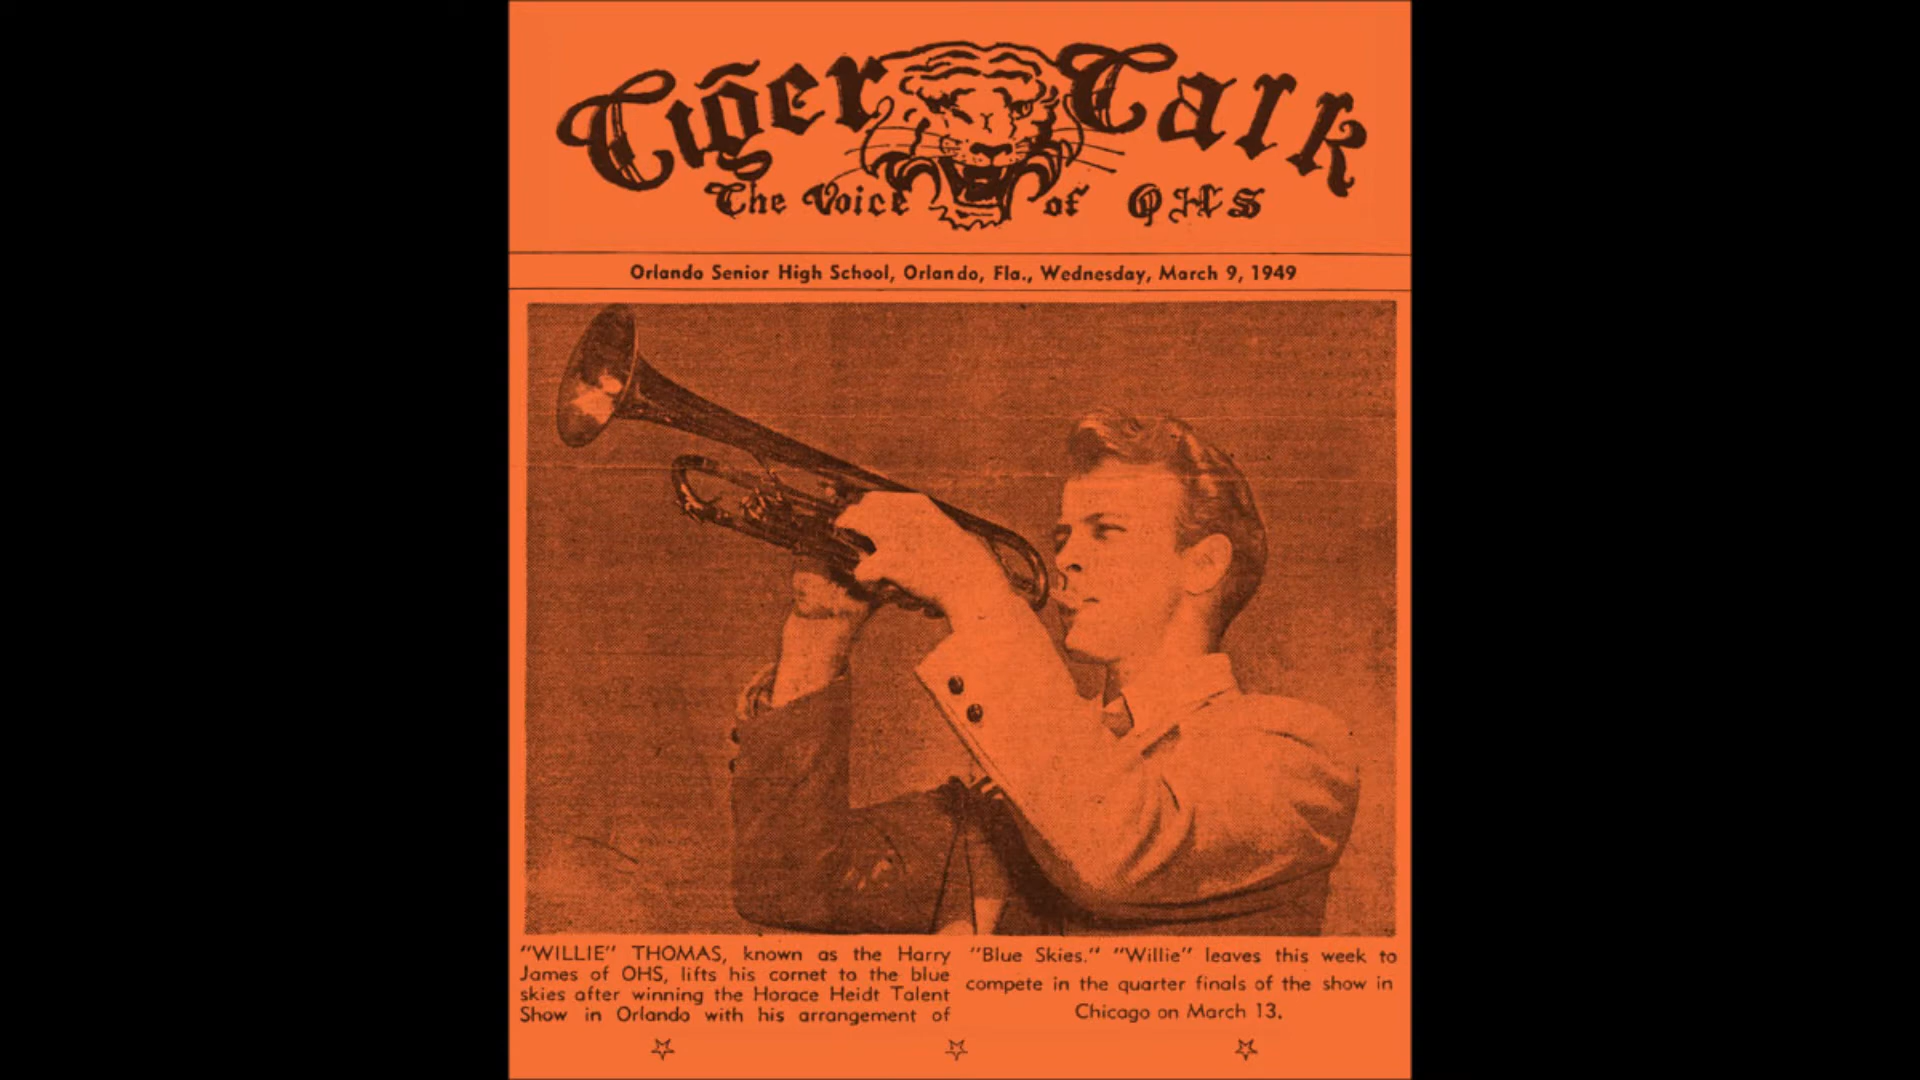 Tiger Talk
The Voice of OHS
Orlando Senior High School, Orlando, Fla., Wednesday, March 9, 1949
"WILLIE" THOMAS, known as the Harry
James of OHS, lifts his cornet to the blue
skies after winning the Horace Heidt Talent
Show in Orlando with his arrangement of
"Blue Skies." "Willie" leaves this week to
compete in the quarter finals of the show in
Chicago on March 13.